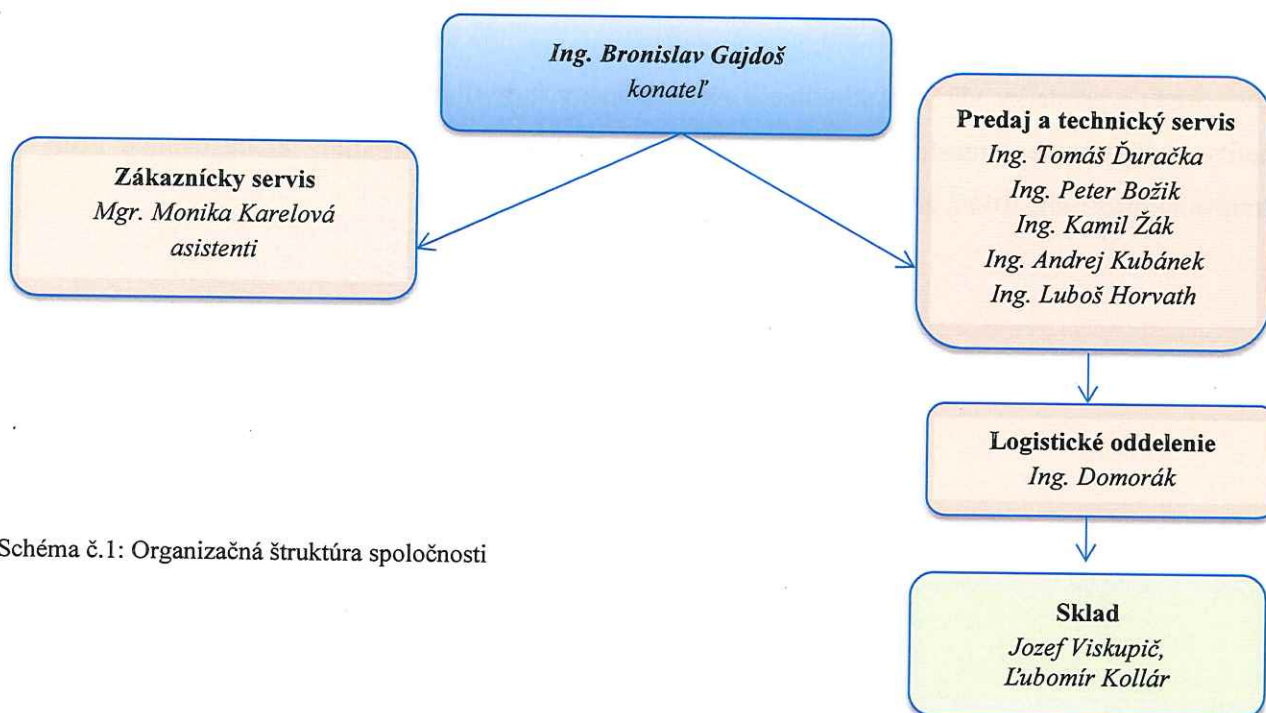 Ing. Bronislav Gajdoš
konateľ
Zákaznícky servis
Mgr. Monika Karelová
asistenti
Predaj a technický servis
Ing. Tomáš Ďuračka
Ing. Peter Božik
Ing. Kamil Žák
Ing. Andrej Kubánek
Ing. Luboš Horvath
Logistické oddelenie
Ing. Domorák
Schéma č.1: Organizačná štruktúra spoločnosti
Sklad
Jozef Viskupič,
Ľubomír Kollár